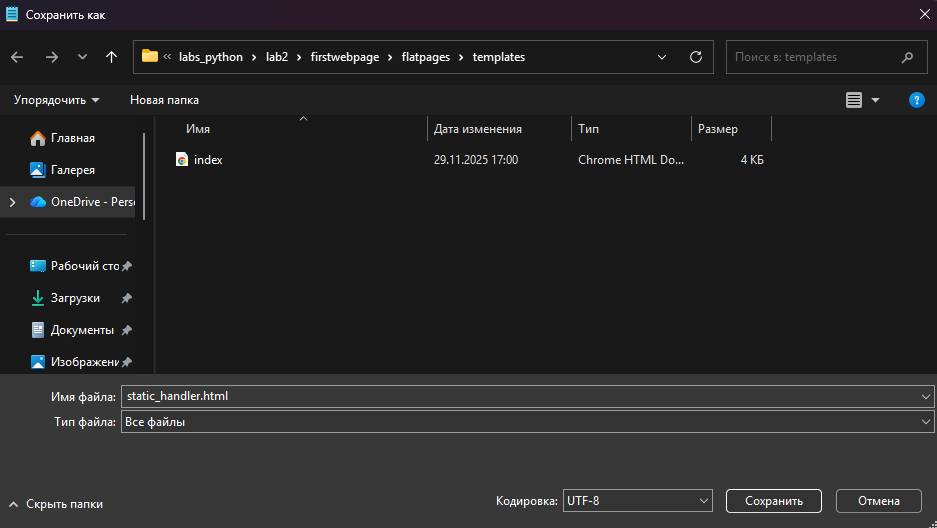 Сохранить как
« labs_python › lab2 › firstwebpage › flatpages › templates
Поиск в: templates
Упорядочить
Новая папка
?
Имя
Дата изменения
Тип
Размер
Главная
index
29.11.2025 17:00
Chrome HTML Do...
4 КБ
Галерея
OneDrive - Perso
Рабочий сто
Загрузки
Документы
Изображени
Имя файла: static_handler.html
Тип файла: Все файлы
Скрыть папки
Кодировка: UTF-8
Сохранить
Отмена